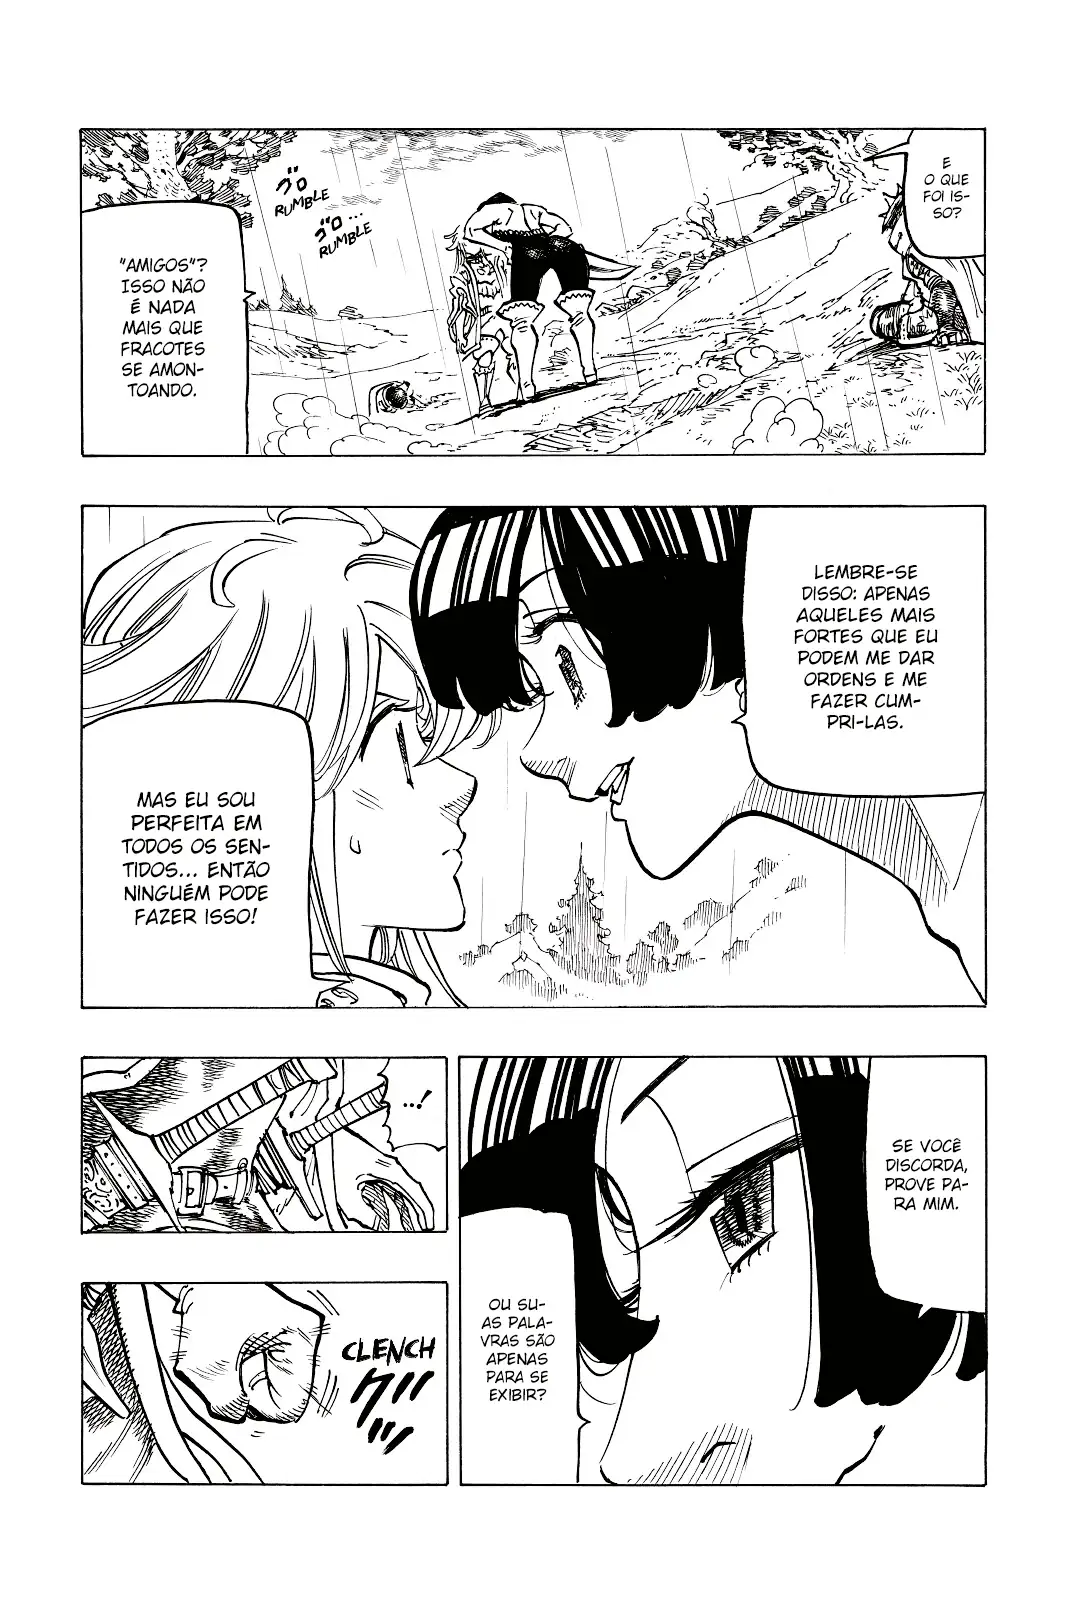 E
O QUE
FOI IS-
SO?
ゴロ
RUMBLE
ゴロ...
RUMBLE
"AMIGOS"?
ISSO NÃO
É NADA
MAIS QUE
FRACOTES
SE AMON-
TOANDO.
LEMBRE-SE
DISSO: APENAS
AQUELES MAIS
FORTES QUE EU
PODEM ME DAR
ORDENS E ME
FAZER CUM-
PRI-LAS.
MAS EU SOU
PERFEITA EM
TODOS OS SEN-
TIDOS... ENTÃO
NINGUÉM PODE
FAZER ISSO!
SE VOCÊ
DISCORDA,
PROVE PA-
RA MIM.
OU SU-
AS PALA-
VRAS SÃO
APENAS
PARA SE
EXIBIR?
...!
CLENCH
グッ